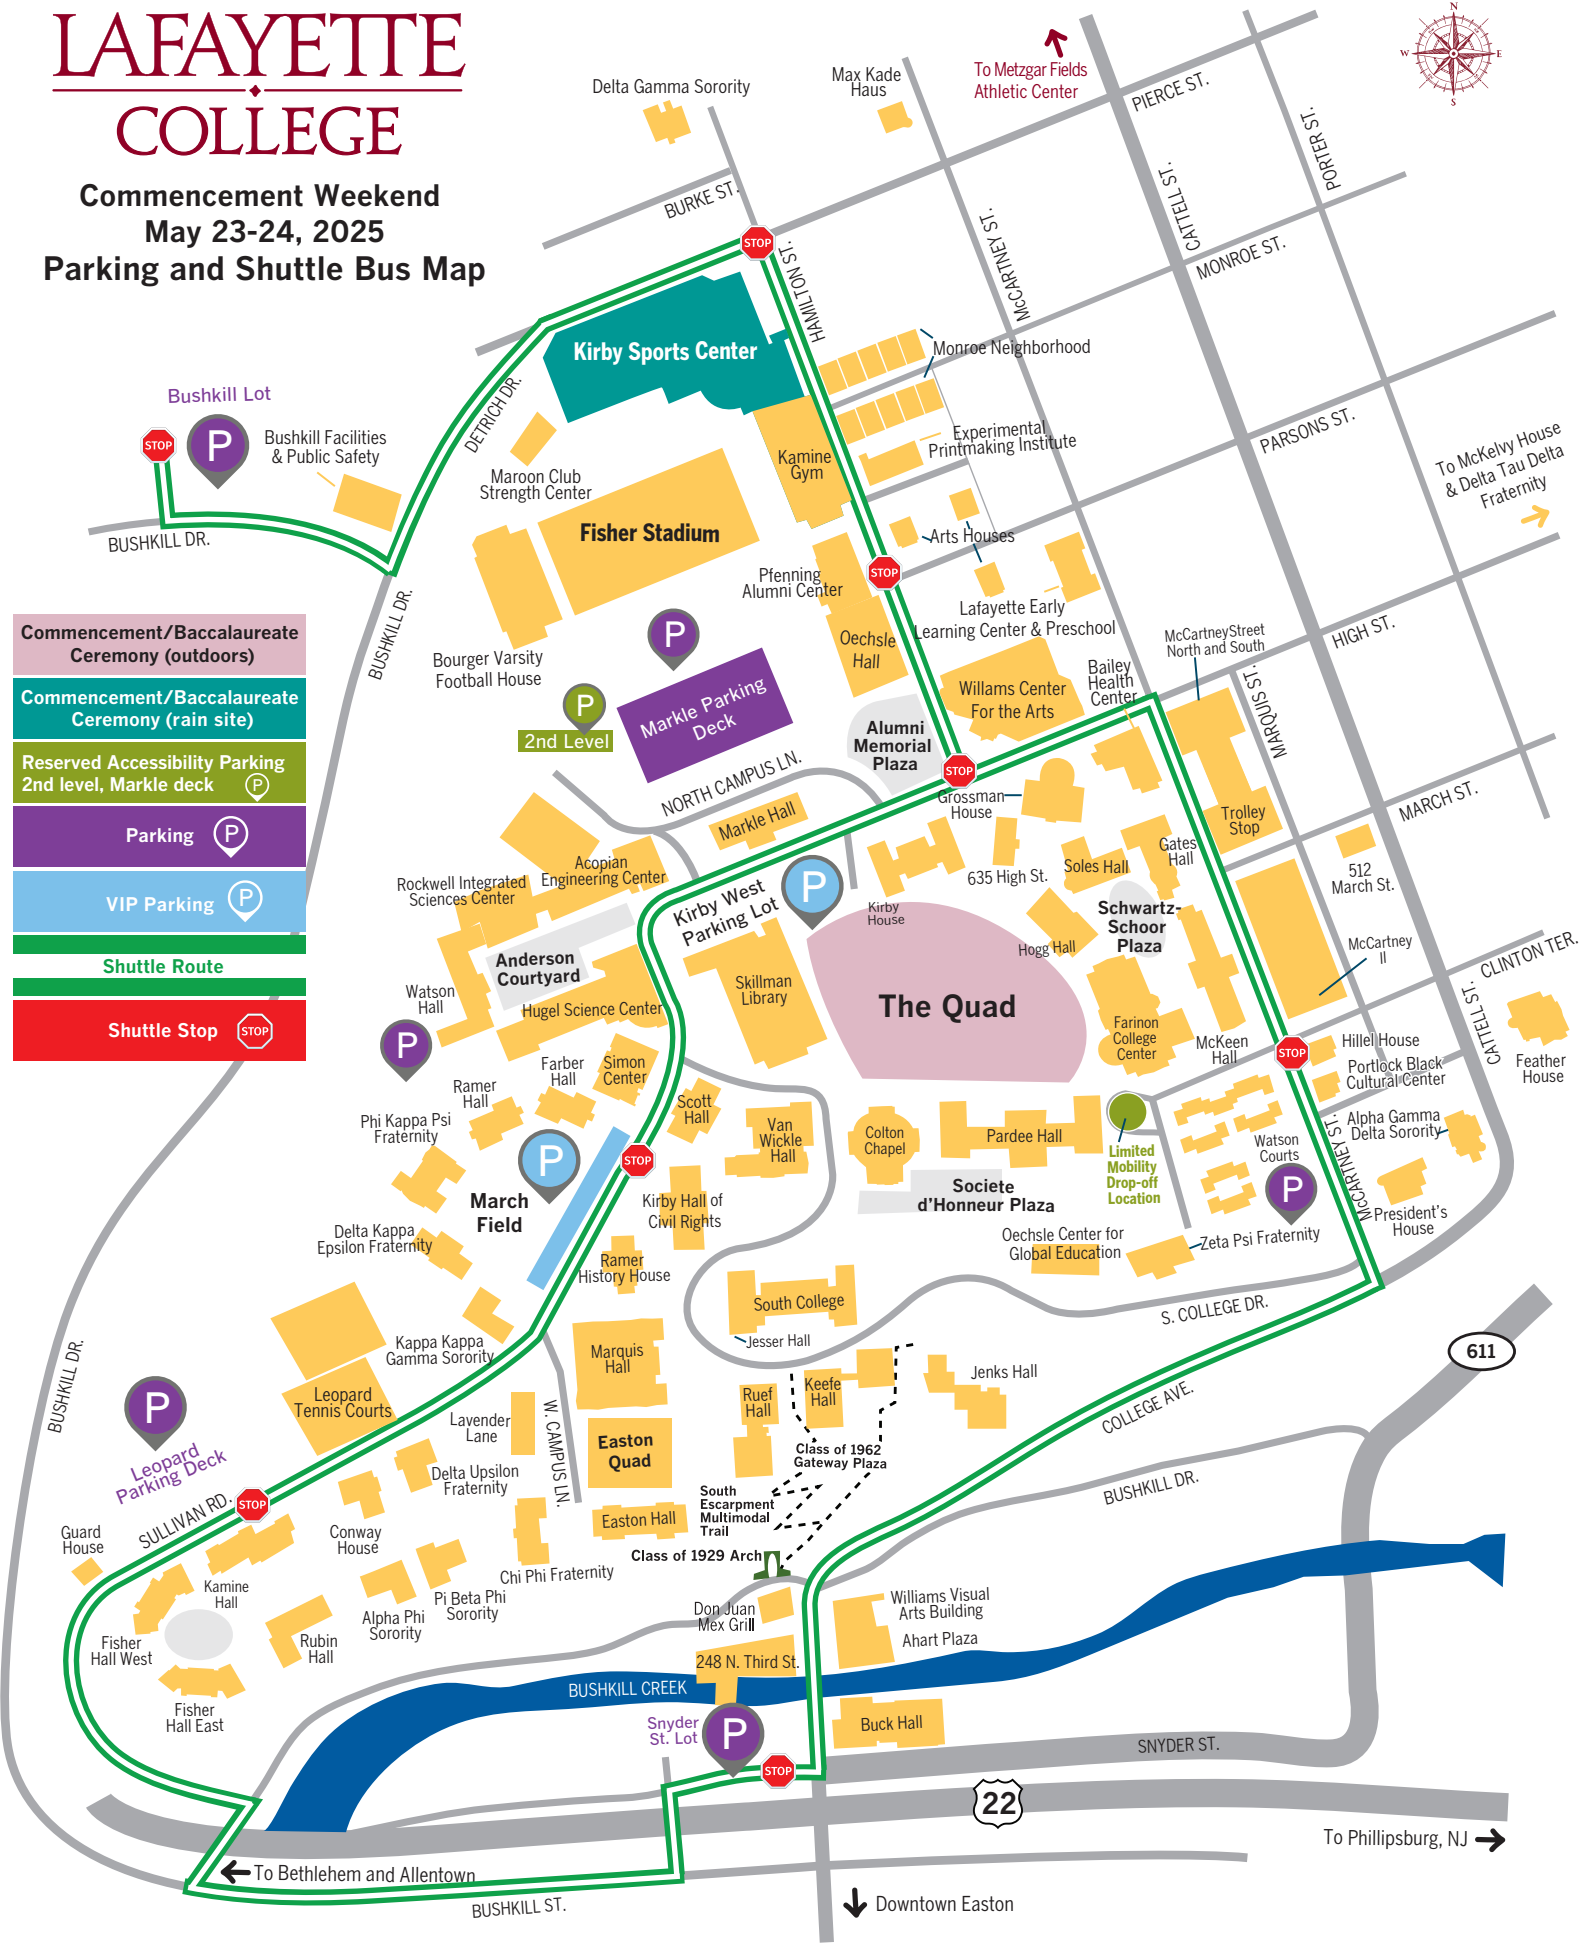 LAFAYETTE
COLLEGE
Commencement Weekend
May 23-24, 2025
Parking and Shuttle Bus Map
N
W
E
S
To Metzgar Fields
Athletic Center
Delta Gamma Sorority
Max Kade
Haus
PIERCE ST.
PORTER ST.
CATTELL ST.
BURKE ST.
McCARTNEY ST.
MONROE ST.
STOP
HAMILTON ST.
Kirby Sports Center
Monroe Neighborhood
DETRICH DR.
Bushkill Lot
STOP
P
Bushkill Facilities
& Public Safety
BUSHKILL DR.
Maroon Club
Strength Center
Kamine
Gym
Experimental
Printmaking Institute
PARSONS ST.
To McKelvy House
& Delta Tau Delta
Fraternity
Fisher Stadium
Arts Houses
STOP
Pfenning
Alumni Center
Lafayette Early
Learning Center & Preschool
BUSHKILL DR.
Commencement/Baccalaureate
Ceremony (outdoors)
Commencement/Baccalaureate
Ceremony (rain site)
Reserved Accessibility Parking
2nd level, Markle deck P
Parking P
VIP Parking P
Shuttle Route
Shuttle Stop STOP
P
Oechsle
Hall
McCartneyStreet
North and South
HIGH ST.
Bourger Varsity
Football House
Bailey
Health
Center
MARQUIS ST.
Willams Center
For the Arts
P
2nd Level
Markle Parking
Deck
Alumni
Memorial
Plaza
STOP
NORTH CAMPUS LN.
Grossman
House
MARCH ST.
Markle Hall
Trolley
Stop
Gates
Hall
Soles Hall
635 High St.
512
March St.
Acopian
Engineering Center
Rockwell Integrated
Sciences Center
Kirby West
Parking Lot
P
Kirby
House
Schwartz-
Schoor
Plaza
Hogg Hall
McCartney
II
CLINTON TER.
Anderson
Courtyard
Skillman
Library
The Quad
Watson
Hall
Hugel Science Center
CATTELL ST.
Farinon
College
Center
McKeen
Hall
STOP
Hillel House
Portlock Black
Cultural Center
Feather
House
P
Farber
Hall
Simon
Center
Ramer
Hall
Scott
Hall
Phi Kappa Psi
Fraternity
Van
Wickle
Hall
Colton
Chapel
Pardee Hall
Limited
Mobility
Drop-off
Location
Watson
Courts
P
McCARTNEY ST.
Alpha Gamma
Delta Sorority
P
STOP
March
Field
Kirby Hall of
Civil Rights
Societe
d'Honneur Plaza
President's
House
Delta Kappa
Epsilon Fraternity
Oechsle Center for
Global Education
Zeta Psi Fraternity
Ramer
History House
South College
Jesser Hall
S. COLLEGE DR.
611
Kappa Kappa
Gamma Sorority
Marquis
Hall
BUSHKILL DR.
Leopard
Tennis Courts
P
Leopard
Parking Deck
Keefe
Hall
Ruef
Hall
Jenks Hall
COLLEGE AVE.
Lavender
Lane
W. CAMPUS LN.
Easton
Quad
Class of 1962
Gateway Plaza
Delta Upsilon
Fraternity
BUSHKILL DR.
South
Escarpment
Multimodal
Trail
STOP
SULLIVAN RD.
Guard
House
Conway
House
Easton Hall
Class of 1929 Arch
Chi Phi Fraternity
Kamine
Hall
Pi Beta Phi
Sorority
Alpha Phi
Sorority
Don Juan
Mex Grill
Williams Visual
Arts Building
Ahart Plaza
Fisher
Hall West
Rubin
Hall
248 N. Third St.
BUSHKILL CREEK
Fisher
Hall East
Snyder
St. Lot
P
Buck Hall
STOP
SNYDER ST.
22
To Phillipsburg, NJ
To Bethlehem and Allentown
BUSHKILL ST.
Downtown Easton